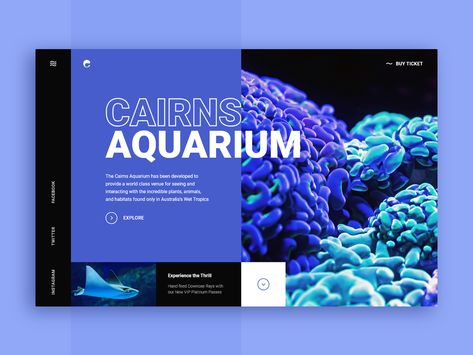 BUY TICKET
CAIRNS
AQUARIUM
The Cairns Aquarium has been developed to
provide a world class venue for seeing and
interacting with the incredible plants, animals,
and habitats found only in Australia's Wet Tropics
EXPLORE
FACEBOOK
TWITTER
INSTAGRAM
Experience the Thrill
Hand feed Downosey Rays with
our New VIP Platinum Passes